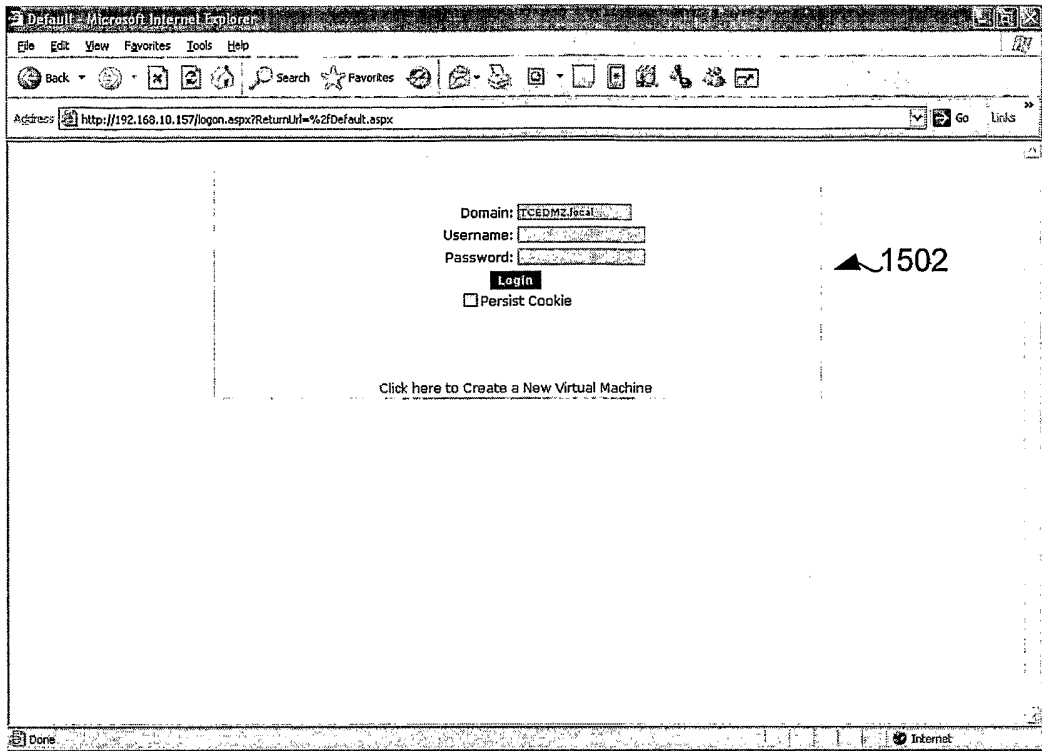 Default - Microsoft Internet Explorer
File Edit View Favorites Tools Help
Back Search Favorites
Address http://192.168.10.157/logon.aspx?ReturnUrl=%2fDefault.aspx Go Links »
Domain: TCEDMZ.local
Username:
Password:
1502
Login
Persist Cookie
Click here to Create a New Virtual Machine
Done Internet